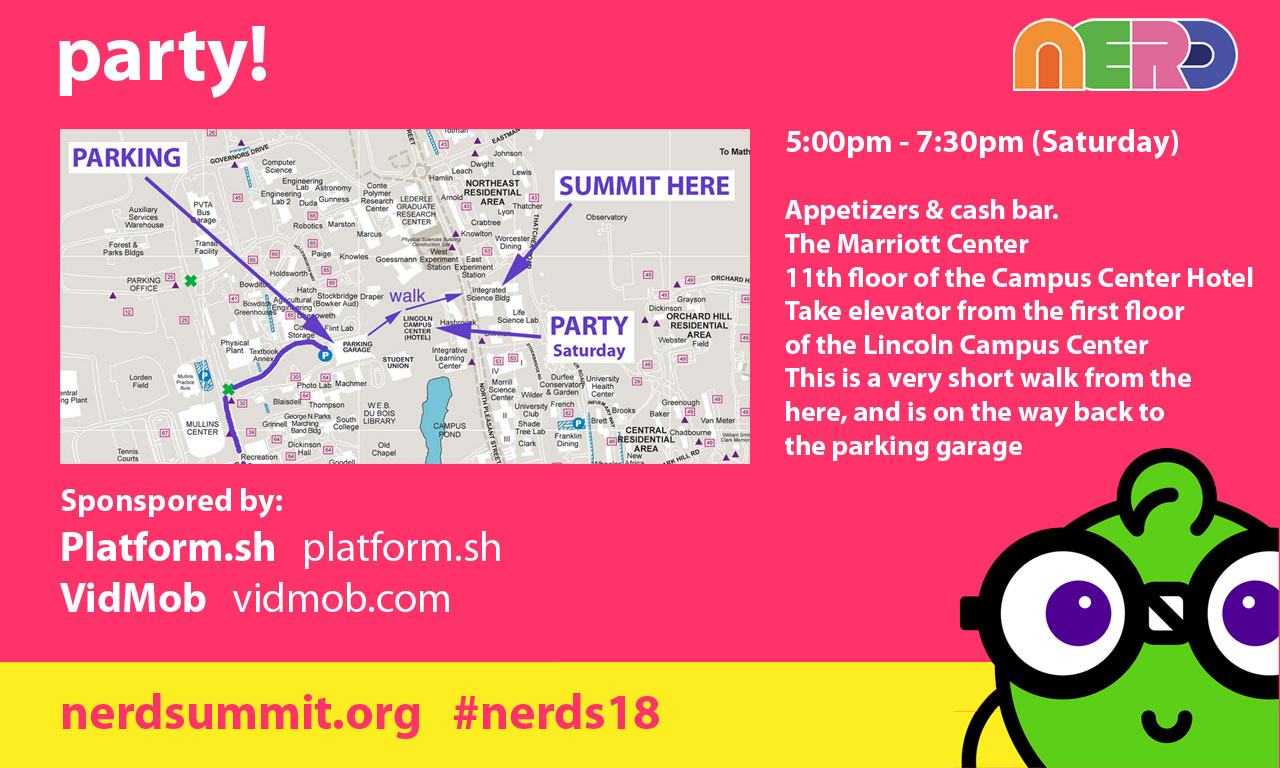 party!
NERD
PARKING
SUMMIT HERE
PARTY
Saturday
walk
GOVERNORS DRIVE
Computer
Science
Engineering
Lab
Engineering
Lab 2
Astronomy
Duda
Gunness
Conte
Polymer
Research
Center
LEDERLE
GRADUATE
RESEARCH
CENTER
Hamlin
Leach
Dwight
Johnson
Lewis
EASTMAN
To Math
NORTHEAST
RESIDENTIAL
AREA
Arnold
Lyon
Thatcher
Crabtree
Knowlton
Worcester
Dining
Observatory
Auxiliary
Services
Warehouse
PVTA
Bus
Garage
Transit
Facility
Forest &
Parks Bldgs
PARKING
OFFICE
Robotics
Marston
Marcus
Paige
Knowles
Holdsworth
Goessmann
Physical Sciences Building
Construction Site
West
Experiment
Station
East
Experiment
Station
Integrated
Science Bldg
Hatch
Stockbridge
(Bowker Aud)
Draper
Flint Lab
LINCOLN
CAMPUS
CENTER
(HOTEL)
PARKING
GARAGE
STUDENT
UNION
Life
Science Lab
Integrative
Learning
Center
Physical
Plant
Textbook
Annex
Photo Lab
Machmer
Lorden
Field
Mullins
Practice
Rink
MULLINS
CENTER
Blaisdell
Thompson
Grinnell
George N Parks
Marching
Band Bldg
South
College
W.E.B.
DU BOIS
LIBRARY
Dickinson
Hall
Old
Chapel
Goodell
Recreation
Tennis
Courts
CAMPUS
POND
NORTH PLEASANT STREET
Morrill
Science
Center
Wilder
University
Club
Shade
Tree Lab
Clark
Durfee
Conservatory
& Garden
French
University
Health
Center
Franklin
Dining
Brooks
Brett
Baker
Greenough
Chadbourne
Van Meter
CENTRAL
RESIDENTIAL
AREA
ORCHARD HILL
RESIDENTIAL
AREA
Grayson
Dickinson
Webster
Field
5:00pm - 7:30pm (Saturday)
Appetizers & cash bar.
The Marriott Center
11th floor of the Campus Center Hotel
Take elevator from the first floor
of the Lincoln Campus Center
This is a very short walk from the
here, and is on the way back to
the parking garage
Sponspored by:
Platform.sh platform.sh
VidMob vidmob.com
nerdsummit.org #nerds18